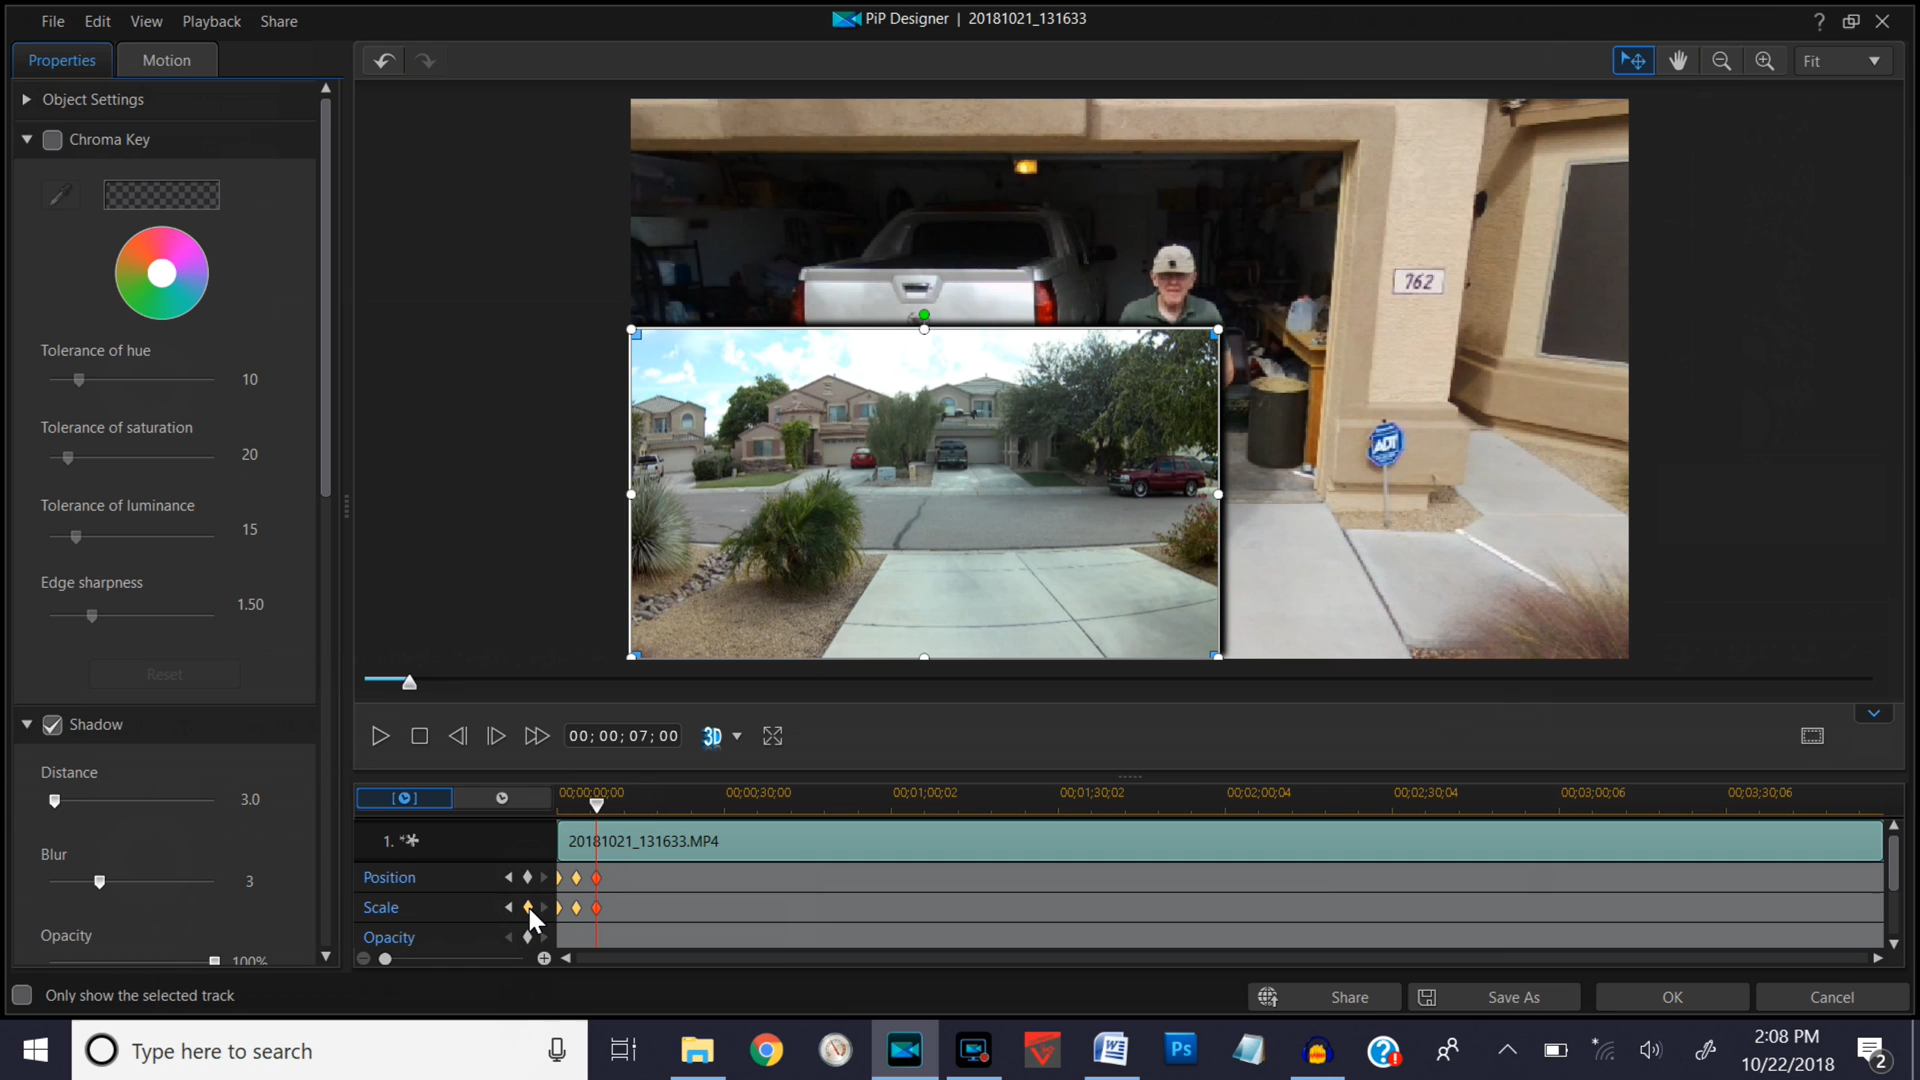 File Edit View Playback Share
PiP Designer | 20181021_131633
?
Properties Motion
Fit
Object Settings
Chroma Key
Tolerance of hue
10
Tolerance of saturation
20
Tolerance of luminance
15
Edge sharpness
1.50
Reset
Shadow
Distance
3.0
Blur
3
Opacity
100%
762
ADT
00;00;07;00
3D
00;00;00;00 00;00;30;00 00;01;00;02 00;01;30;02 00;02;00;04 00;02;30;04 00;03;00;06 00;03;30;06
1.
20181021_131633.MP4
Position
Scale
Opacity
Only show the selected track
Share Save As OK Cancel
Type here to search
Ps
2:08 PM
10/22/2018
2